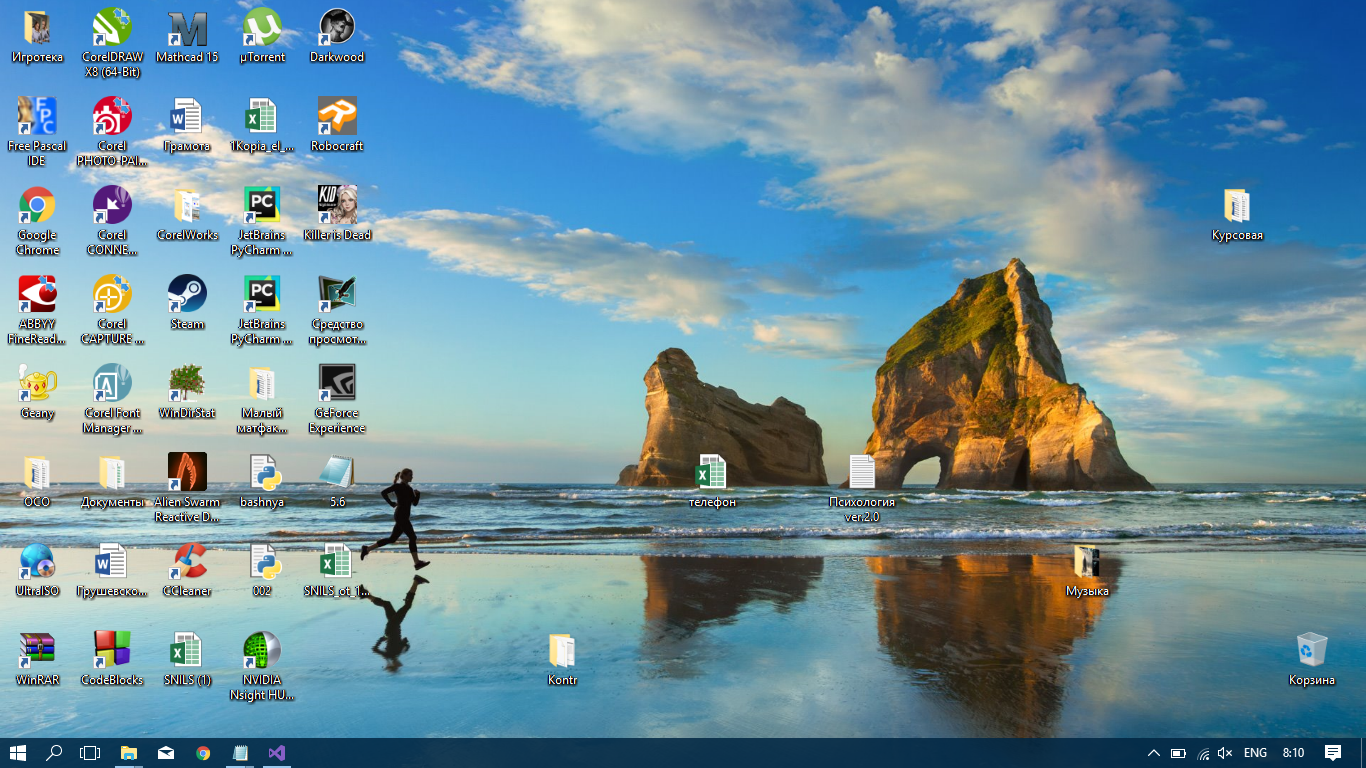 Игротека
CorelDRAW
X8 (64-Bit)
Mathcad 15
µTorrent
Darkwood
Free Pascal
IDE
Corel
PHOTO-PAI...
Грамота
1Kopia_el_...
Robocraft
Google
Chrome
Corel
CONNE...
CorelWorks
JetBrains
PyCharm ...
Killer is Dead
Курсовая
ABBYY
FineRead...
Corel
CAPTURE ...
Steam
JetBrains
PyCharm ...
Средство
просмот...
Geany
Corel Font
Manager ...
WinDirStat
Малый
матфак...
GeForce
Experience
ОСО
Документы
Alien Swarm
Reactive D...
bashnya
5.6
телефон
Психология
ver.2.0
UltraISO
Грушевско...
CCleaner
002
SNILS_ot_1...
Музыка
WinRAR
CodeBlocks
SNILS (1)
NVIDIA
Nsight HU...
Kontr
Корзина
ENG
8:10